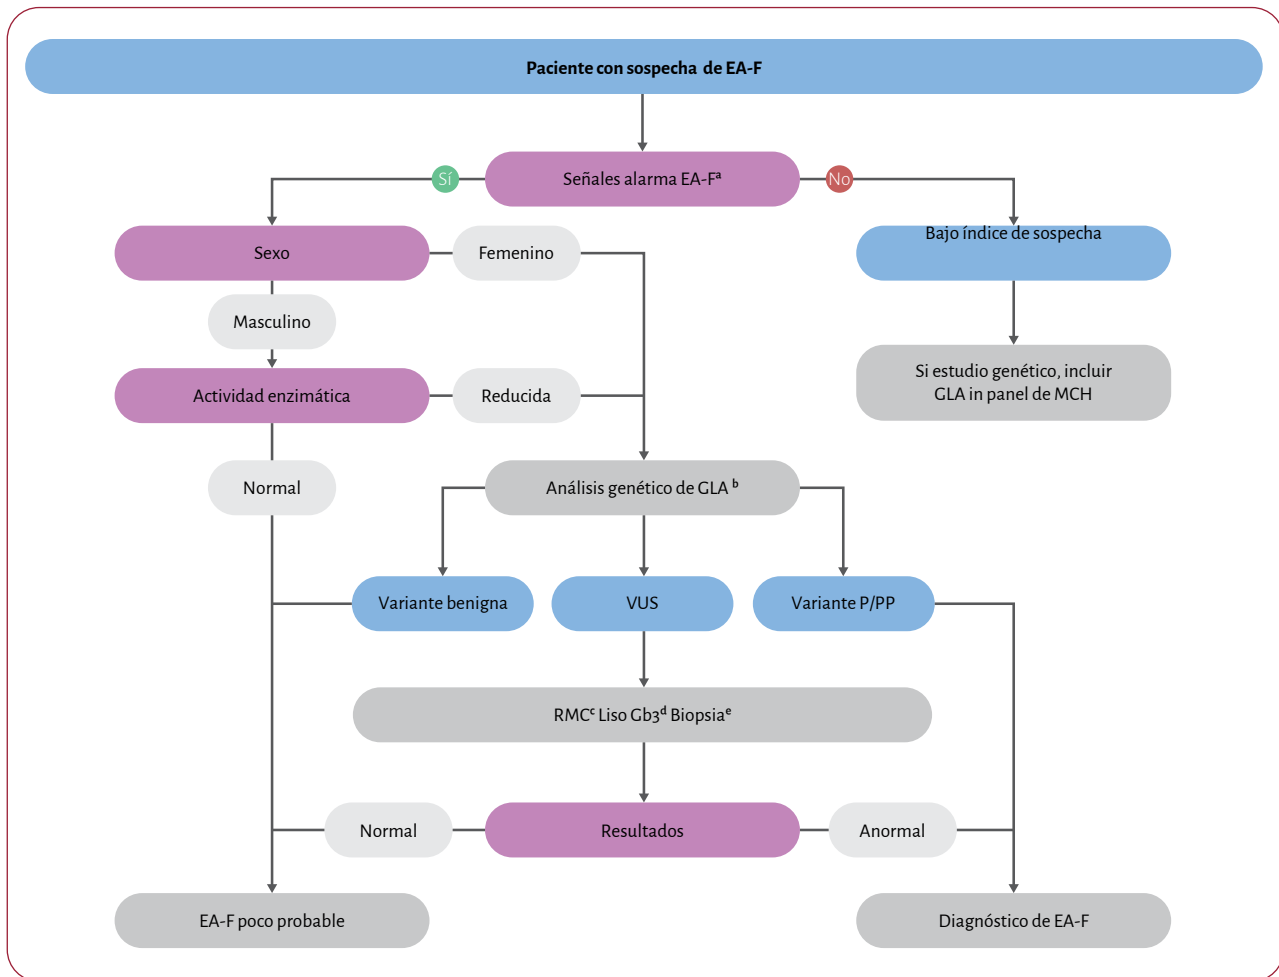 Paciente con sospecha de EA-F
Señales alarma EA-Fᵃ
Sí
No
Sexo
Femenino
Bajo índice de sospecha
Masculino
Si estudio genético, incluir
GLA in panel de MCH
Actividad enzimática
Reducida
Normal
Análisis genético de GLA ᵇ
Variante benigna
VUS
Variante P/PP
RMCᶜ Liso Gb3ᵈ Biopsiaᵉ
Normal
Resultados
Anormal
EA-F poco probable
Diagnóstico de EA-F